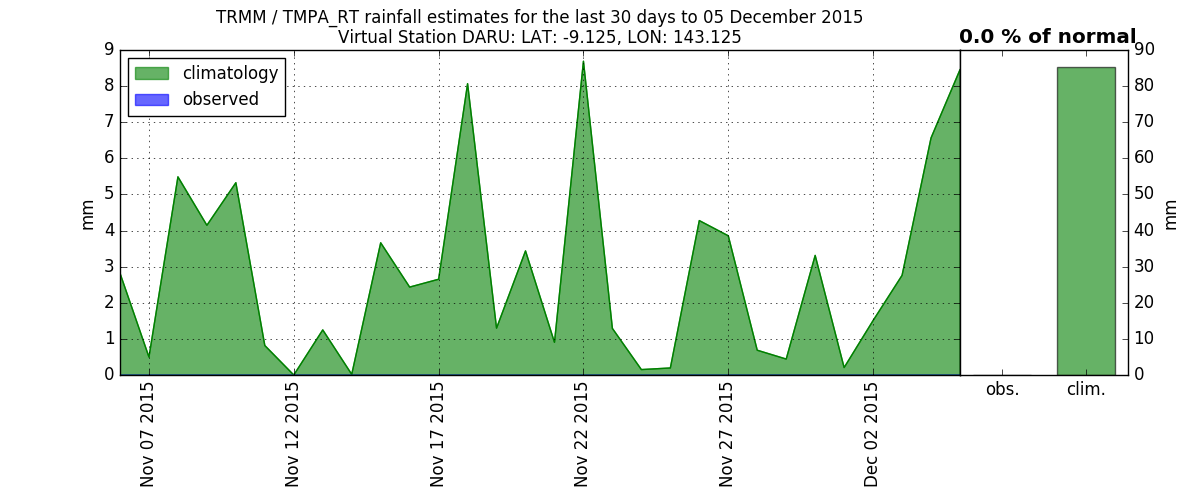 TRMM / TMPA_RT rainfall estimates for the last 30 days to 05 December 2015
Virtual Station DARU: LAT: -9.125, LON: 143.125
0.0 % of normal
climatology
observed
9
8
7
6
5
4
3
2
1
0
mm
Nov 07 2015
Nov 12 2015
Nov 17 2015
Nov 22 2015
Nov 27 2015
Dec 02 2015
90
80
70
60
50
40
30
20
10
0
mm
obs.
clim.